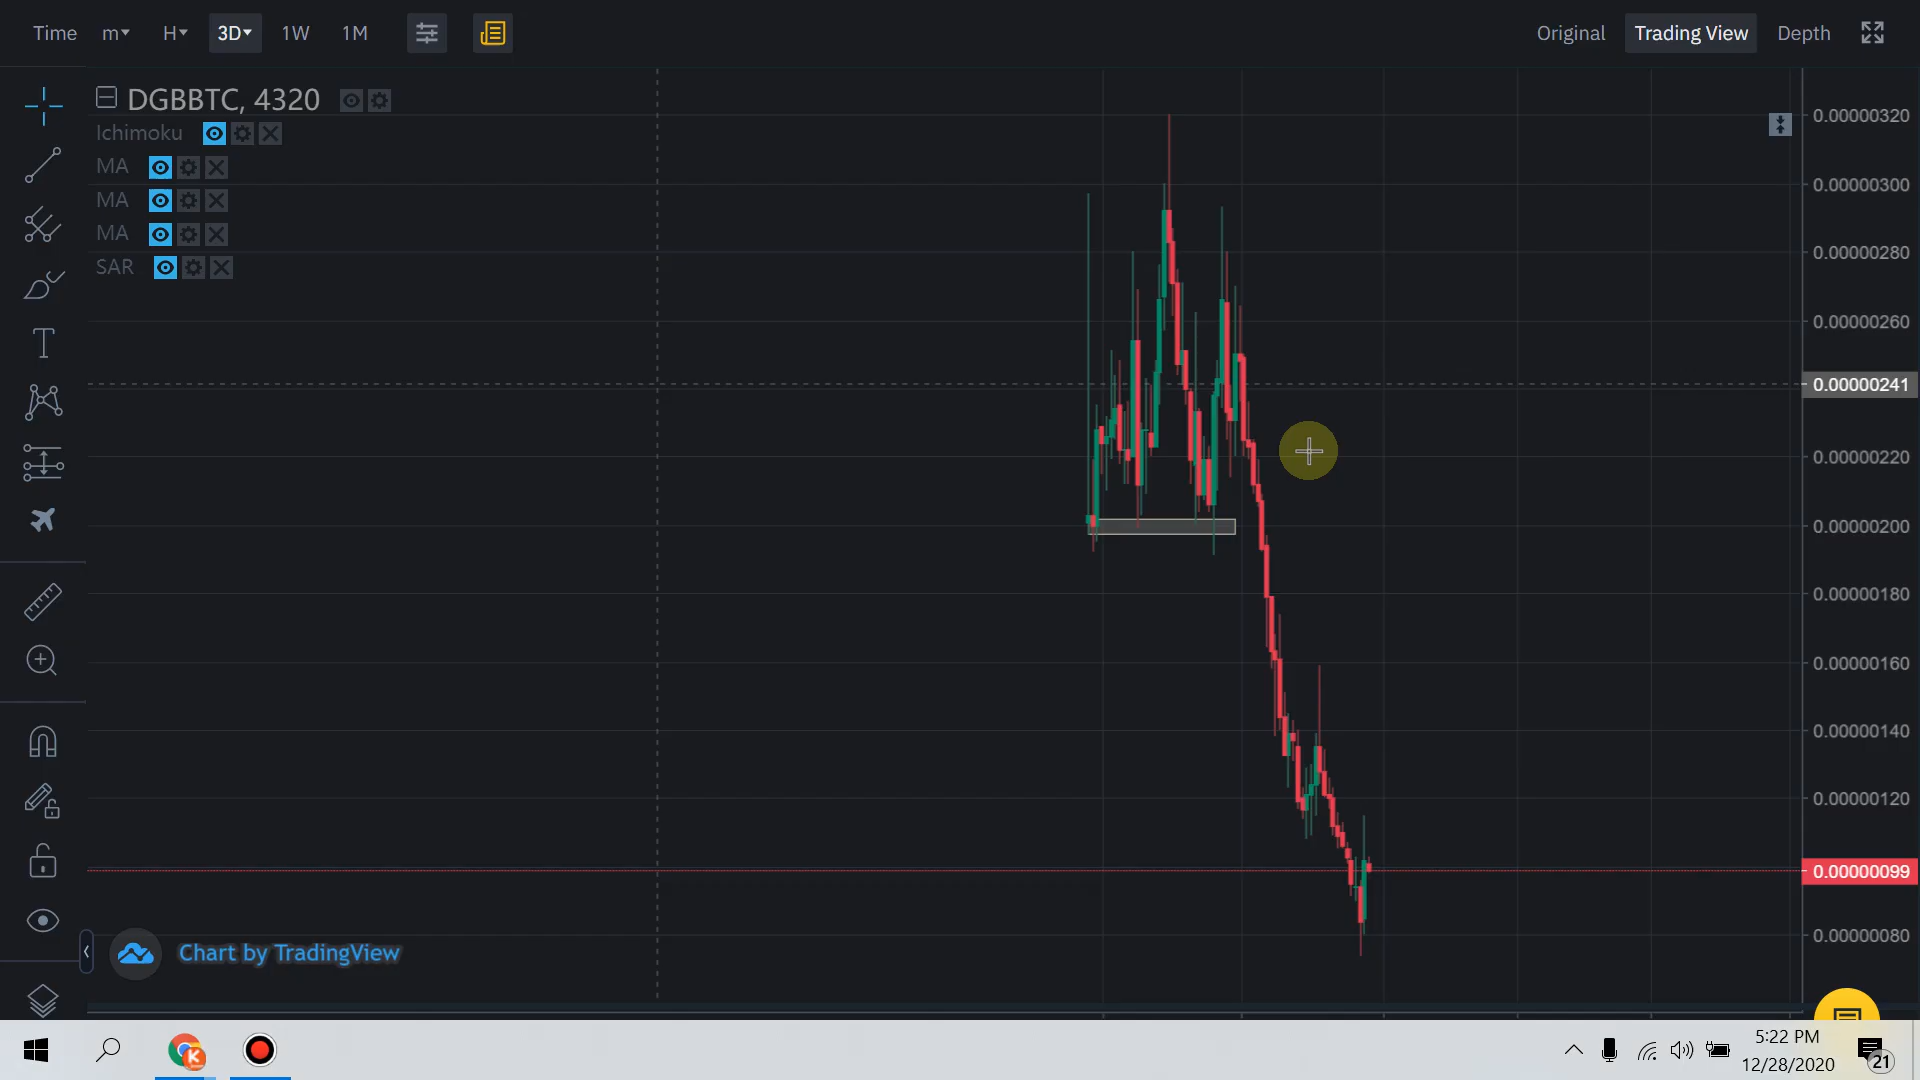 Time m▾ H▾ 3D▾ 1W 1M Original Trading View Depth
DGBBTC, 4320
Ichimoku
MA
MA
MA
SAR
0.00000320
0.00000300
0.00000280
0.00000260
0.00000241
0.00000220
0.00000200
0.00000180
0.00000160
0.00000140
0.00000120
0.00000099
0.00000080
Chart by TradingView
5:22 PM
12/28/2020
21